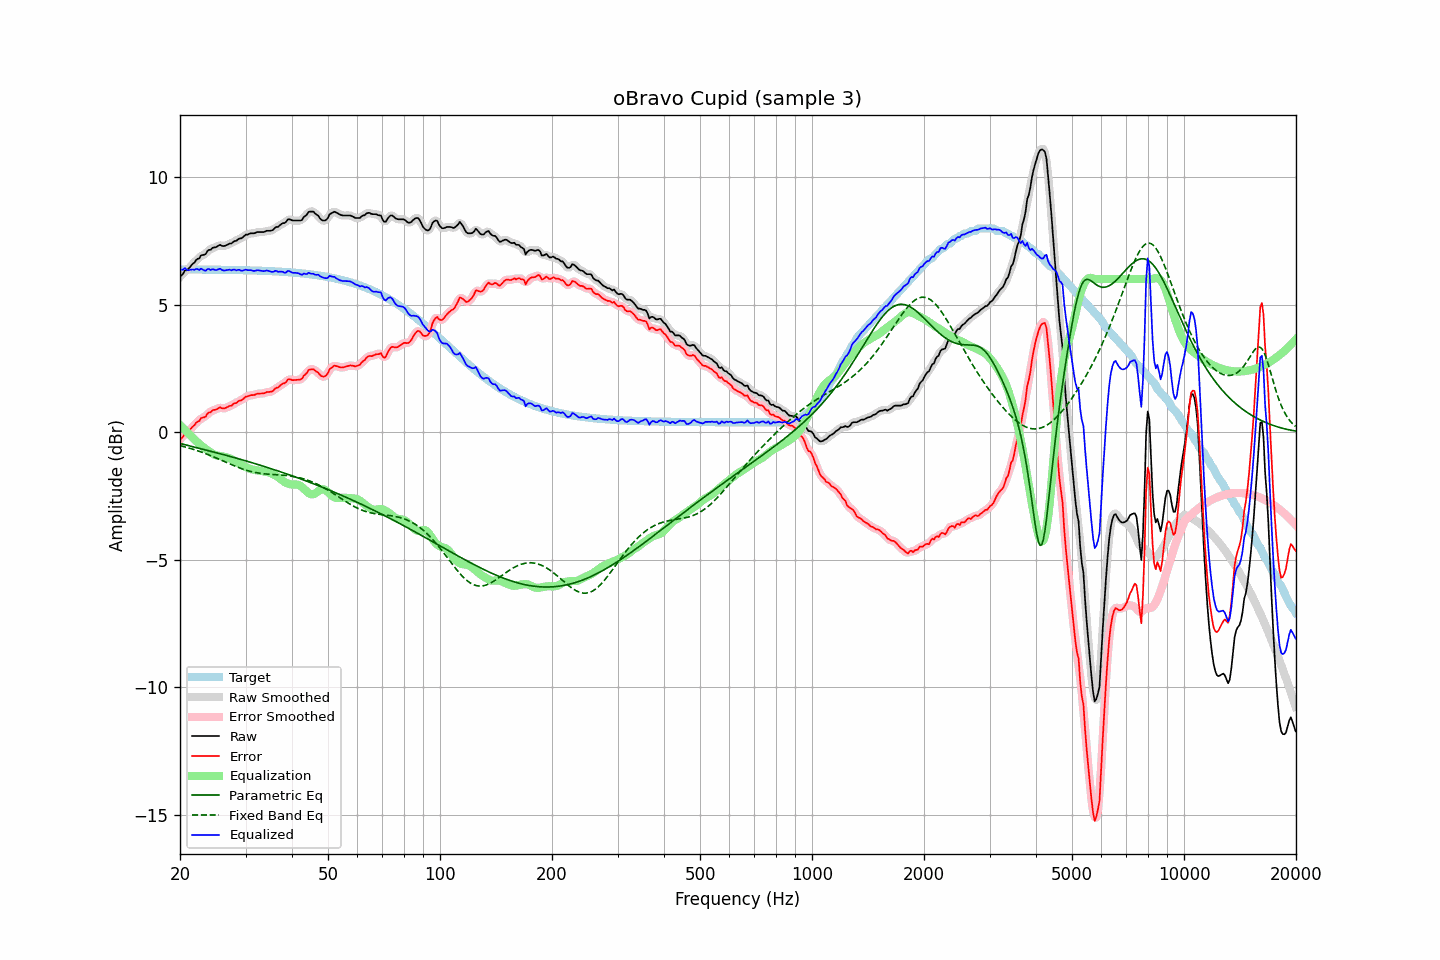 oBravo Cupid (sample 3)
10
5
0
−5
−10
−15
Amplitude (dBr)
Target
Raw Smoothed
Error Smoothed
Raw
Error
Equalization
Parametric Eq
Fixed Band Eq
Equalized
20 50 100 200 500 1000 2000 5000 10000 20000
Frequency (Hz)